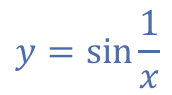 y = sin 1/x